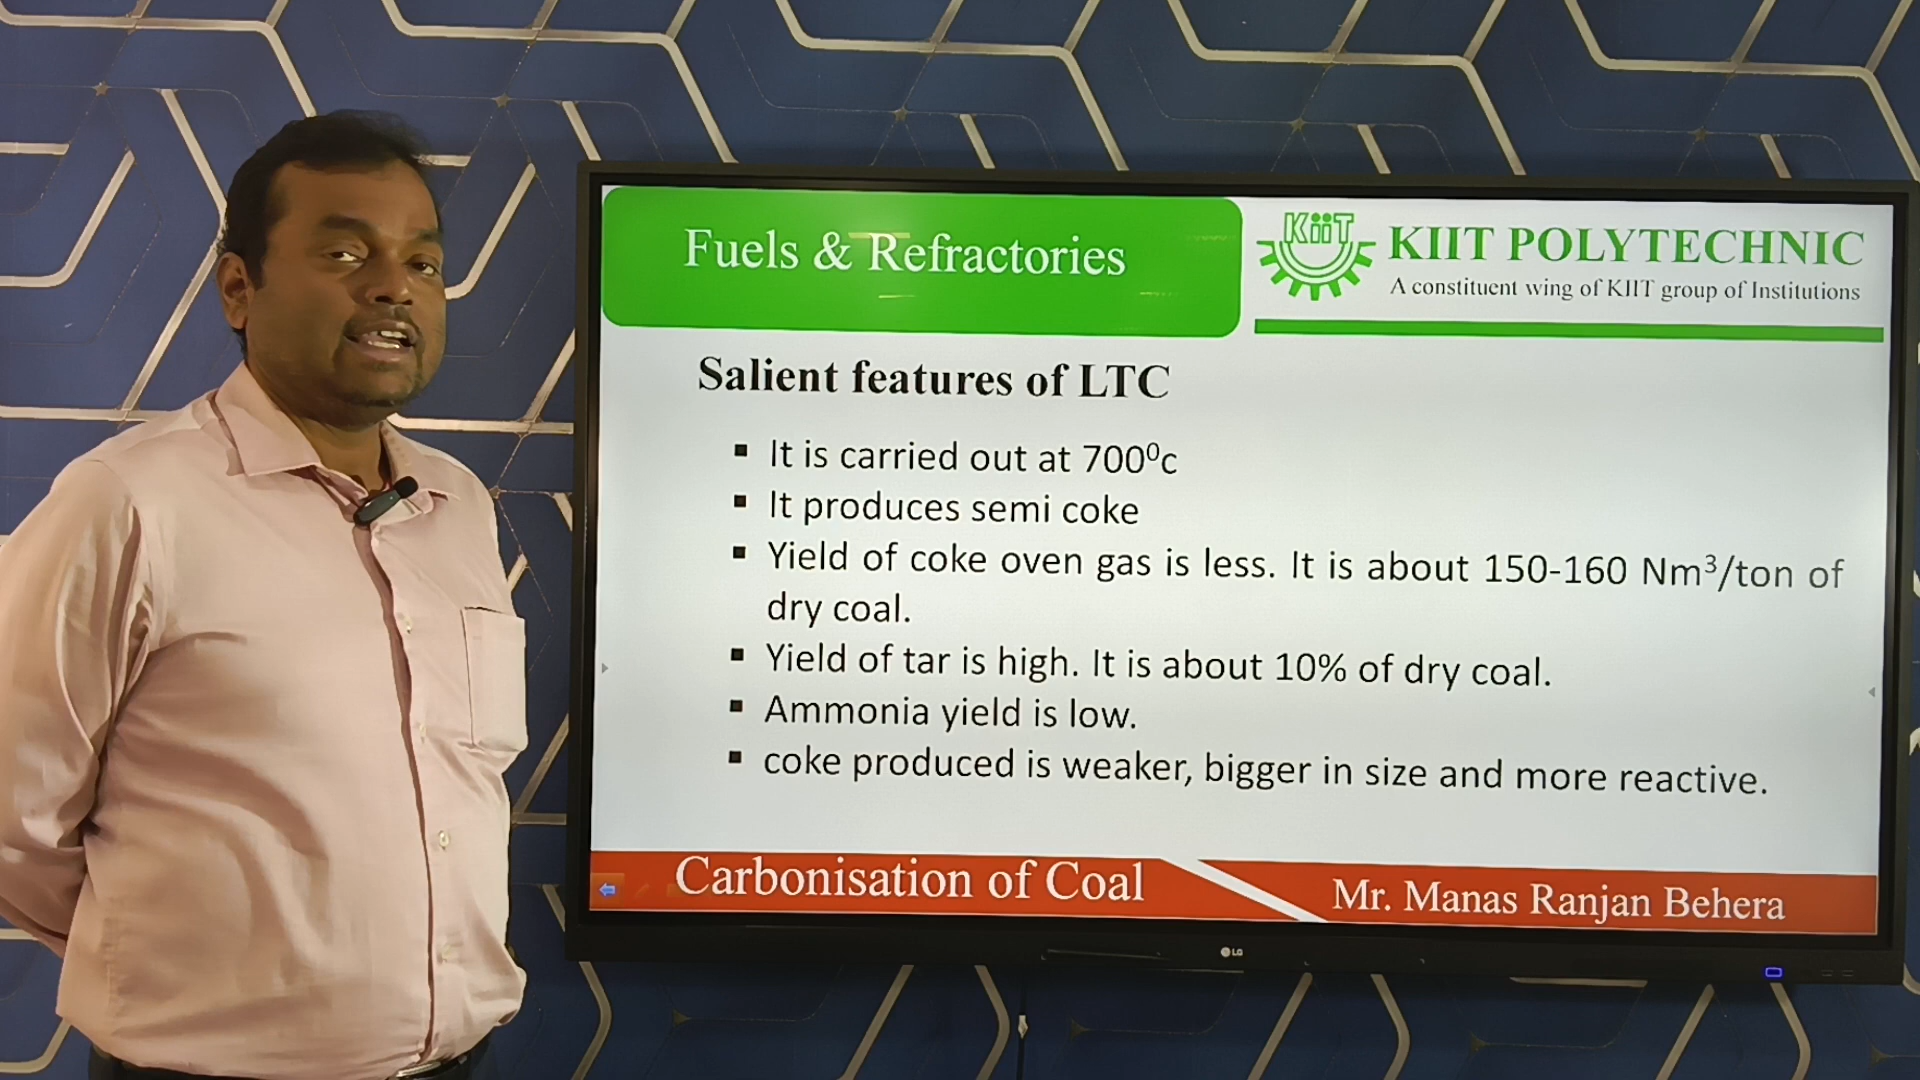 Fuels & Refractories
KiiT
KIIT POLYTECHNIC
A constituent wing of KIIT group of Institutions
Salient features of LTC
▪ It is carried out at 700⁰c
▪ It produces semi coke
▪ Yield of coke oven gas is less. It is about 150-160 Nm³/ton of
dry coal.
▪ Yield of tar is high. It is about 10% of dry coal.
▪ Ammonia yield is low.
▪ coke produced is weaker, bigger in size and more reactive.
Carbonisation of Coal
Mr. Manas Ranjan Behera
LG